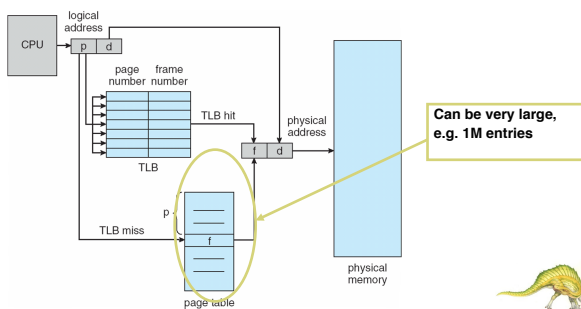 logical
address
CPU
p d
page
number
frame
number
TLB hit
physical
address
f d
TLB
p
TLB miss
f
page table
physical
memory
Can be very large,
e.g. 1M entries